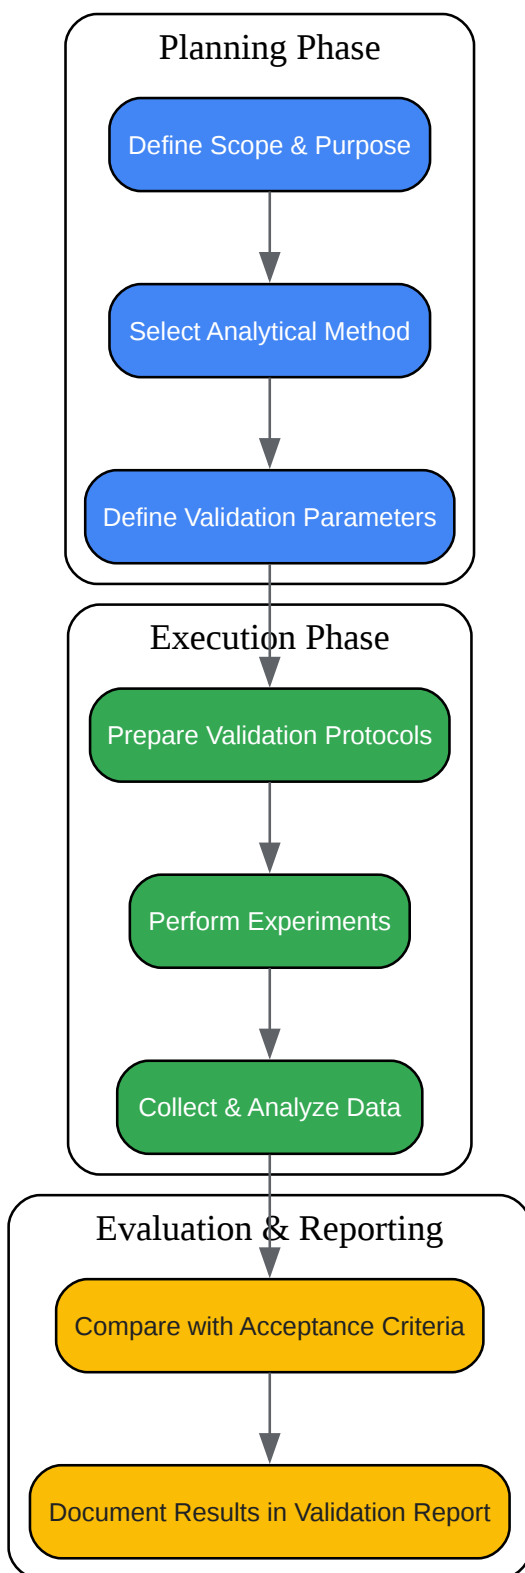 Planning Phase
Define Scope & Purpose
Select Analytical Method
Define Validation Parameters
Execution Phase
Prepare Validation Protocols
Perform Experiments
Collect & Analyze Data
Evaluation & Reporting
Compare with Acceptance Criteria
Document Results in Validation Report